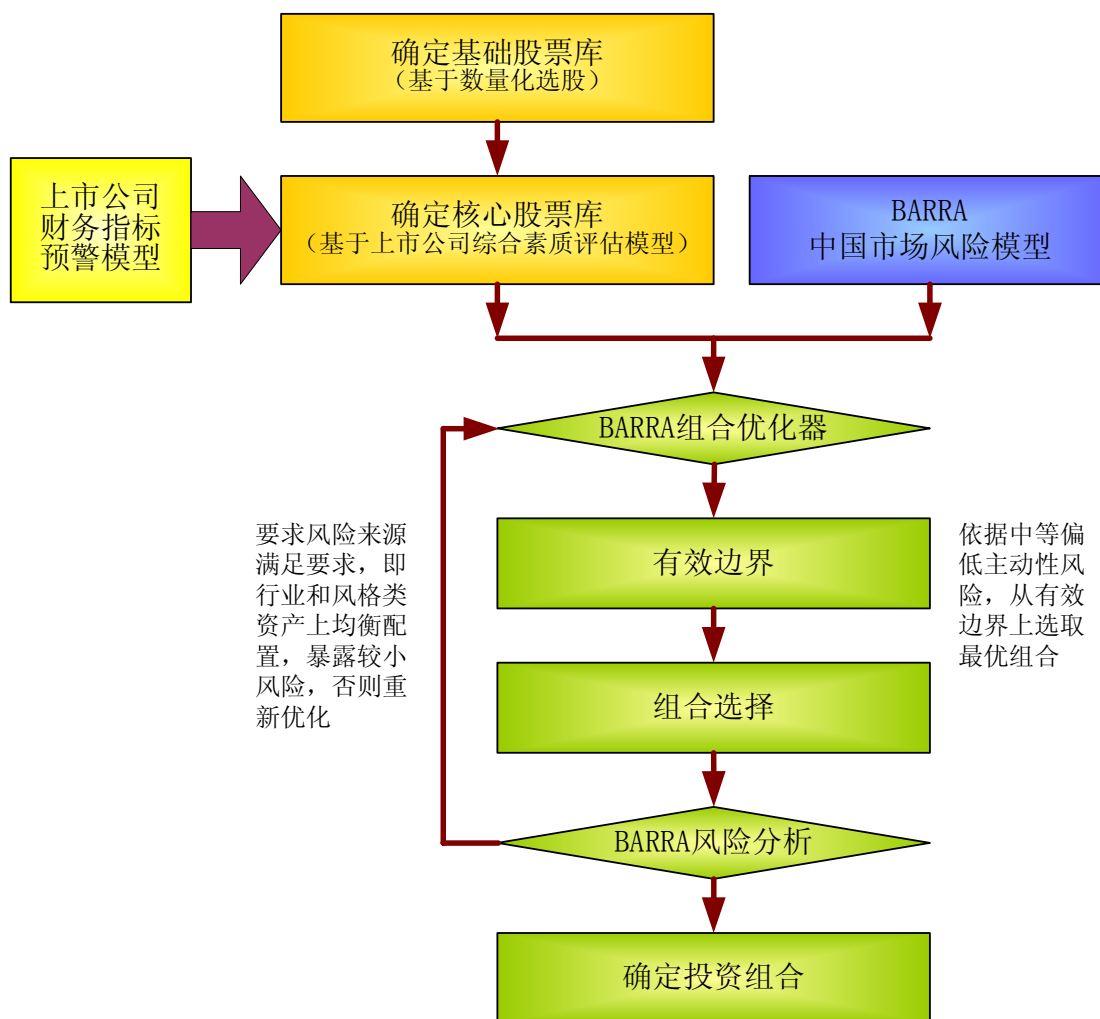 确定基础股票库
（基于数量化选股）
上市公司
财务指标
预警模型
确定核心股票库
（基于上市公司综合素质评估模型）
BARRA
中国市场风险模型
BARRA组合优化器
要求风险来源
满足要求，即
行业和风格类
资产上均衡配
置，暴露较小
风险，否则重
新优化
有效边界
依据中等偏
低主动性风
险，从有效
边界上选取
最优组合
组合选择
BARRA风险分析
确定投资组合